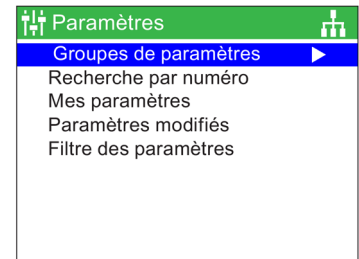 Paramètres
Groupes de paramètres
Recherche par numéro
Mes paramètres
Paramètres modifiés
Filtre des paramètres